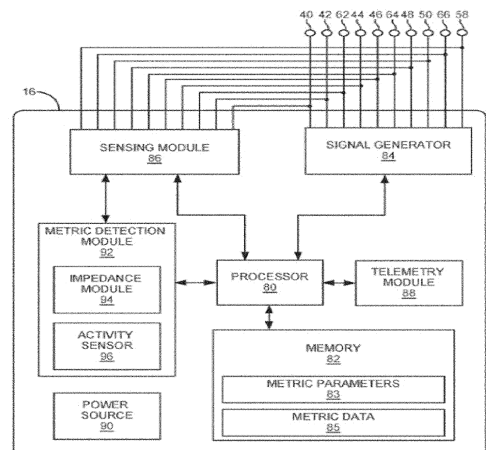 40 42 62 44 46 64 48 50 66 58
16
SENSING MODULE
86
SIGNAL GENERATOR
84
METRIC DETECTION
MODULE
92
IMPEDANCE
MODULE
94
ACTIVITY
SENSOR
96
PROCESSOR
80
TELEMETRY
MODULE
88
MEMORY
82
METRIC PARAMETERS
83
METRIC DATA
85
POWER
SOURCE
90